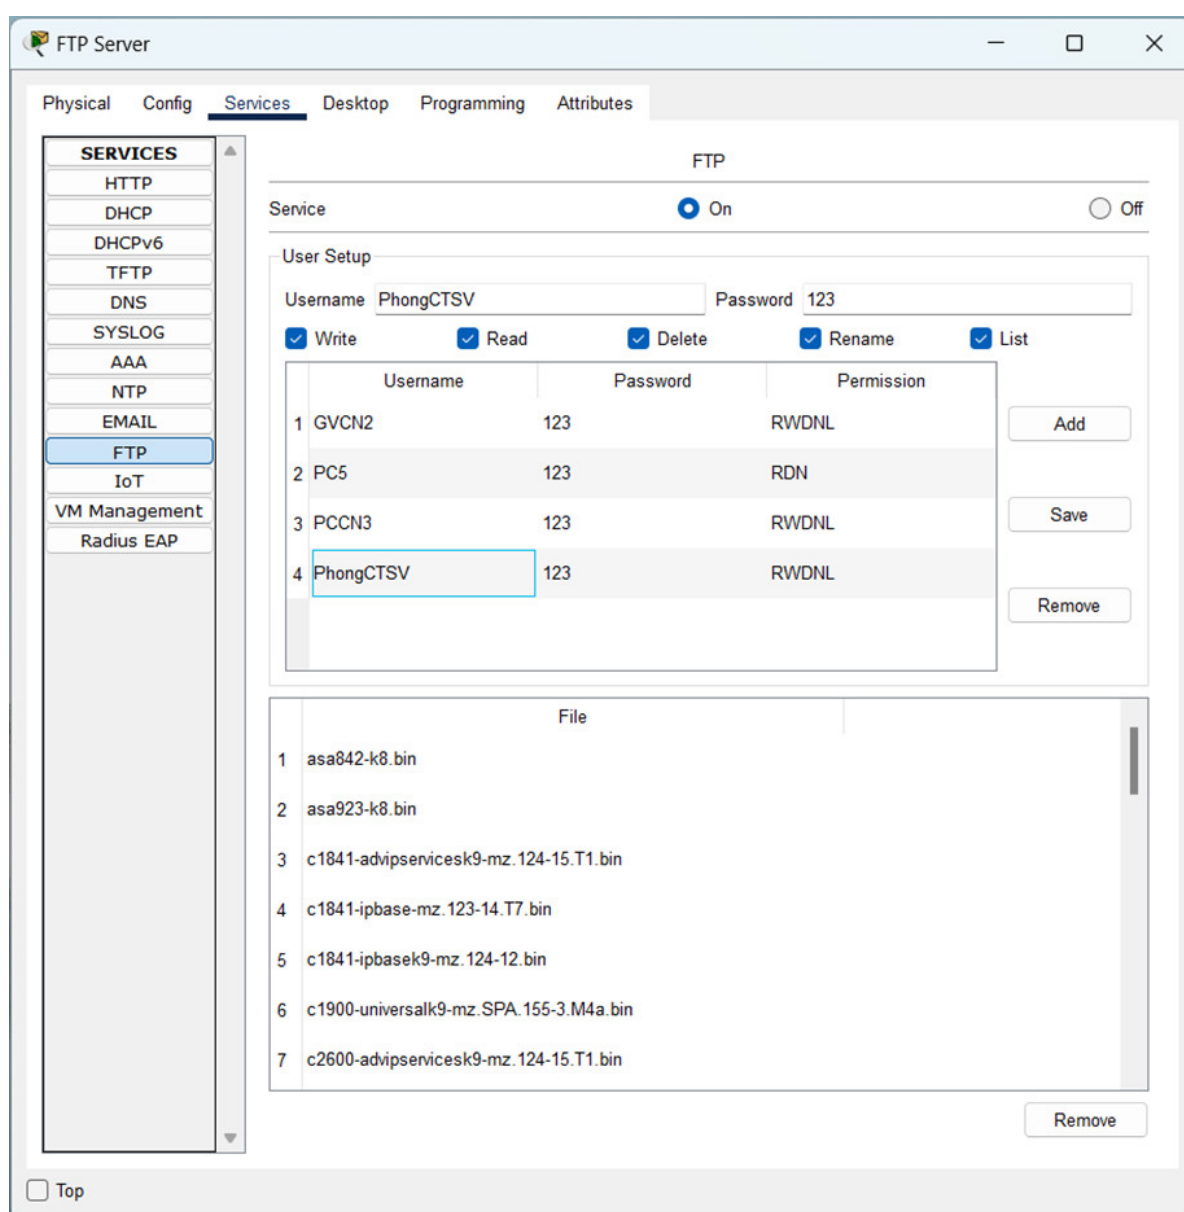 FTP Server
Physical Config Services Desktop Programming Attributes
SERVICES
HTTP
DHCP
DHCPv6
TFTP
DNS
SYSLOG
AAA
NTP
EMAIL
FTP
IoT
VM Management
Radius EAP
FTP
Service On Off
User Setup
Username PhongCTSV Password 123
Write Read Delete Rename List
Username Password Permission
1 GVCN2 123 RWDNL
2 PC5 123 RDN
3 PCCN3 123 RWDNL
4 PhongCTSV 123 RWDNL
Add
Save
Remove
File
1 asa842-k8.bin
2 asa923-k8.bin
3 c1841-advipservicesk9-mz.124-15.T1.bin
4 c1841-ipbase-mz.123-14.T7.bin
5 c1841-ipbasek9-mz.124-12.bin
6 c1900-universalk9-mz.SPA.155-3.M4a.bin
7 c2600-advipservicesk9-mz.124-15.T1.bin
Remove
Top